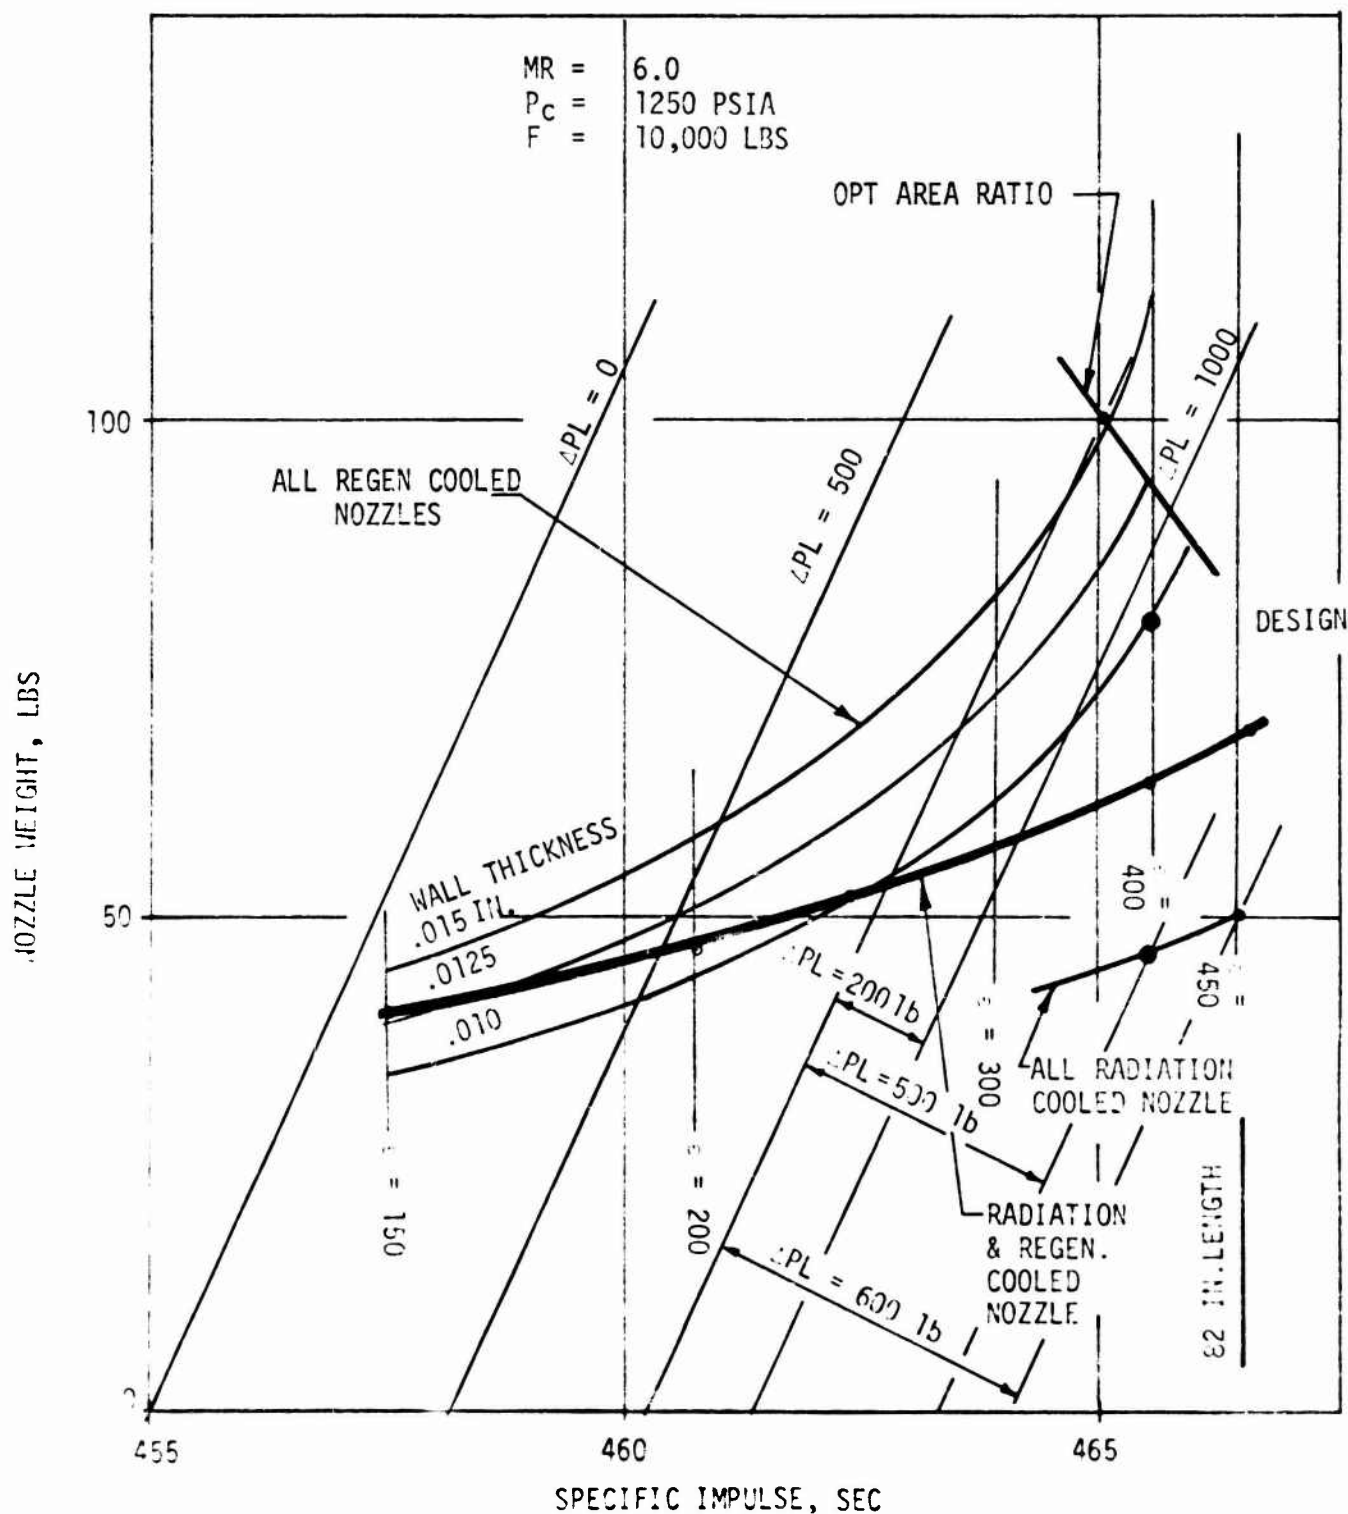 MR = 6.0
Pc = 1250 PSIA
F = 10,000 LBS
OPT AREA RATIO
ΔPL = 0
ΔPL = 500
ΔPL = 1000
100
ALL REGEN COOLED
NOZZLES
DESIGN
NOZZLE WEIGHT, LBS
WALL THICKNESS
.015 IN.
.0125
.010
50
ε = 400
ε = 450
ΔPL = 200 lb
ΔPL = 500 lb
ΔPL = 600 lb
ε = 300
ALL RADIATION
COOLED NOZZLE
ε = 150
ε = 200
RADIATION
& REGEN.
COOLED
NOZZLE
28 IN. LENGTH
0
455
460
465
SPECIFIC IMPULSE, SEC